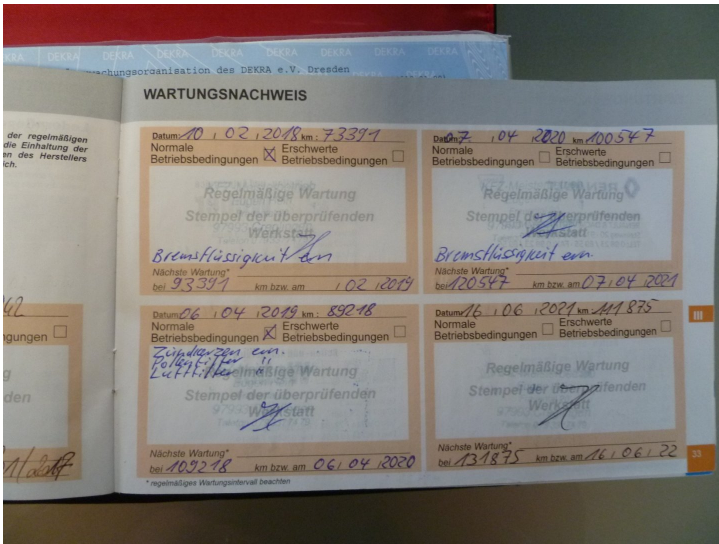 DEKRA DEKRA DEKRA DEKRA DEKRA DEKRA DEKRA
wachungsorganisation des DEKRA e.V. Dresden
der regelmäßigen
die Einhaltung der
en des Herstellers
ich.
WARTUNGSNACHWEIS
Datum: 10 , 02 , 2018 km : 73391
Normale
Betriebsbedingungen
Erschwerte
Betriebsbedingungen
Regelmäßige Wartung
Stempel der überprüfenden
Werkstatt
Bremsflüssigkeit ern
Nächste Wartung*
bei 93391 km bzw. am , 02 , 2019
Datum: 07. , 04 , 2020 km 100547
Normale
Betriebsbedingungen
Erschwerte
Betriebsbedingungen
Regelmäßige Wartung
Stempel der überprüfenden
Werkstatt
Bremsflüssigkeit ern.
Nächste Wartung*
bei 120547 km bzw. am 07, 04 , 2021
Datum: 06 , 04 , 2019 km : 89218
Normale
Betriebsbedingungen
Erschwerte
Betriebsbedingungen
Zündkerzen ern.
Pollenfilter "
Luftfilter "
Regelmäßige Wartung
Stempel der überprüfenden
Werkstatt
Nächste Wartung*
bei 109218 km bzw. am 06, 04 , 2020
Datum: 16 , 06 , 2021 km 111875
Normale
Betriebsbedingungen
Erschwerte
Betriebsbedingungen
Regelmäßige Wartung
Stempel der überprüfenden
Werkstatt
Nächste Wartung*
bei 131875 km bzw. am 16, 06, 22
* regelmäßiges Wartungsintervall beachten
III
33